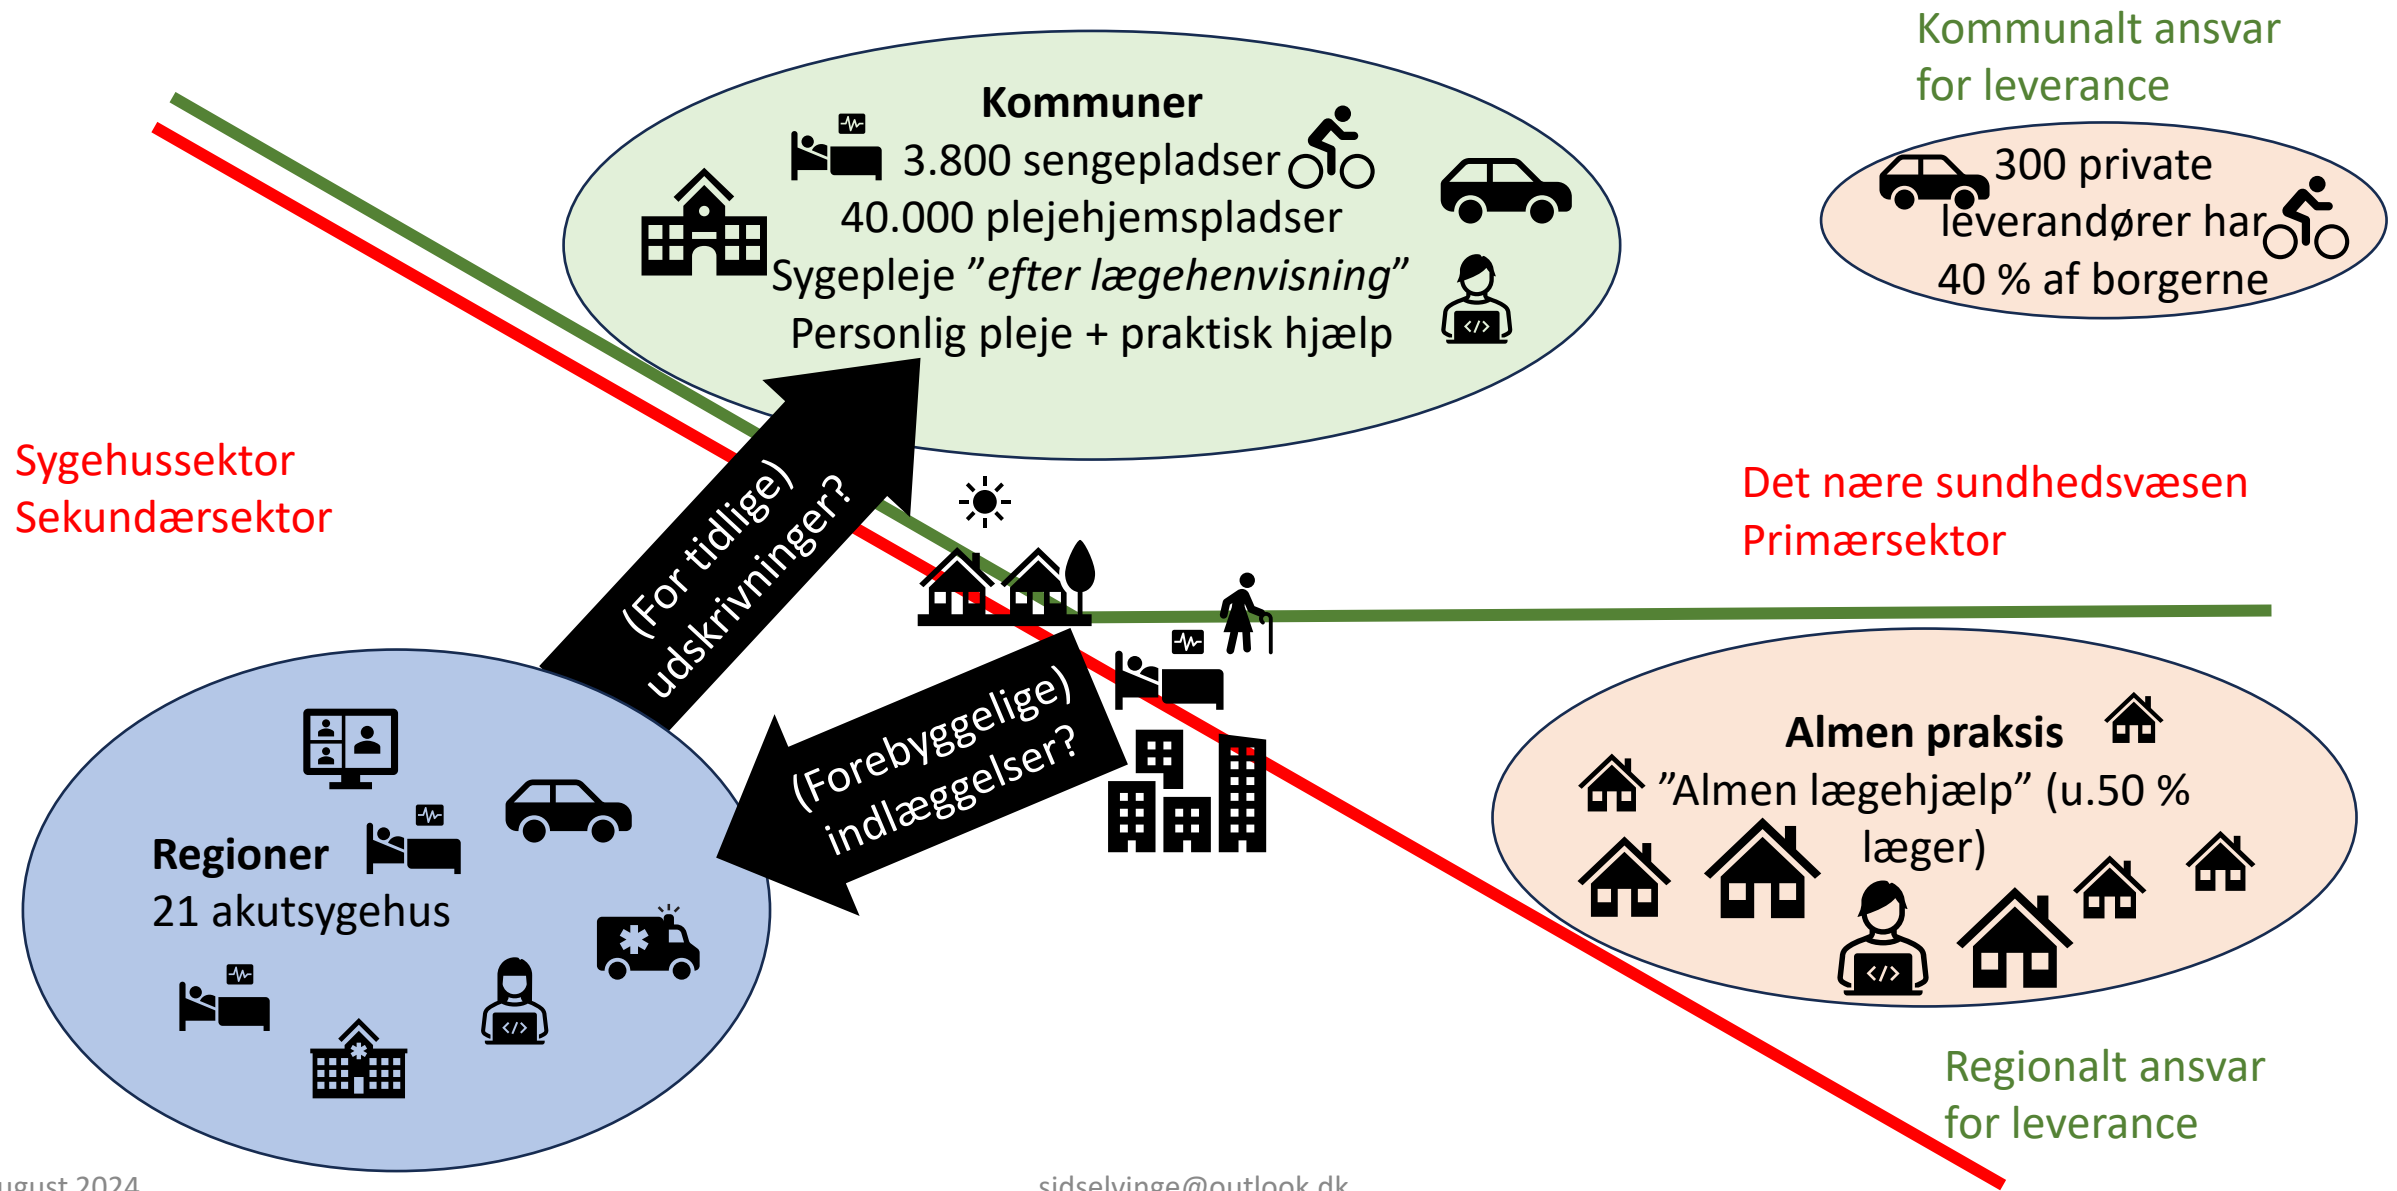 Kommunalt ansvar
for leverance
Kommuner
3.800 sengepladser
40.000 plejehjemspladser
Sygepleje ”efter lægehenvisning”
Personlig pleje + praktisk hjælp
300 private
leverandører har
40 % af borgerne
Sygehussektor
Sekundærsektor
(For tidlige)
udskrivninger?
Det nære sundhedsvæsen
Primærsektor
(Forebyggelige)
indlæggelser?
Almen praksis
”Almen lægehjælp” (u.50 %
læger)
Regioner
21 akutsygehus
Regionalt ansvar
for leverance
ugust 2024
sidselvinge@outlook.dk